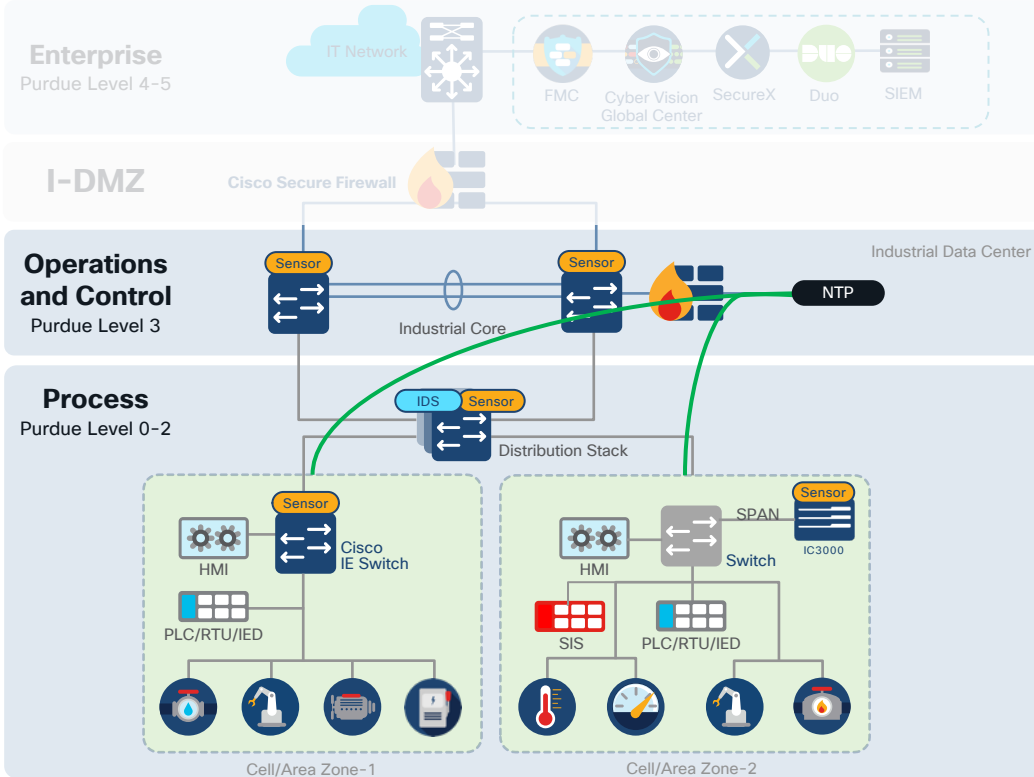 Enterprise
Purdue Level 4-5
IT Network
FMC
Cyber Vision
Global Center
SecureX
DUO
Duo
SIEM
I-DMZ
Cisco Secure Firewall
Operations
and Control
Purdue Level 3
Sensor
Sensor
Industrial Data Center
NTP
Industrial Core
Process
Purdue Level 0-2
IDS
Sensor
Distribution Stack
Sensor
Cisco
IE Switch
HMI
PLC/RTU/IED
Cell/Area Zone-1
Sensor
SPAN
IC3000
HMI
Switch
SIS
PLC/RTU/IED
Cell/Area Zone-2